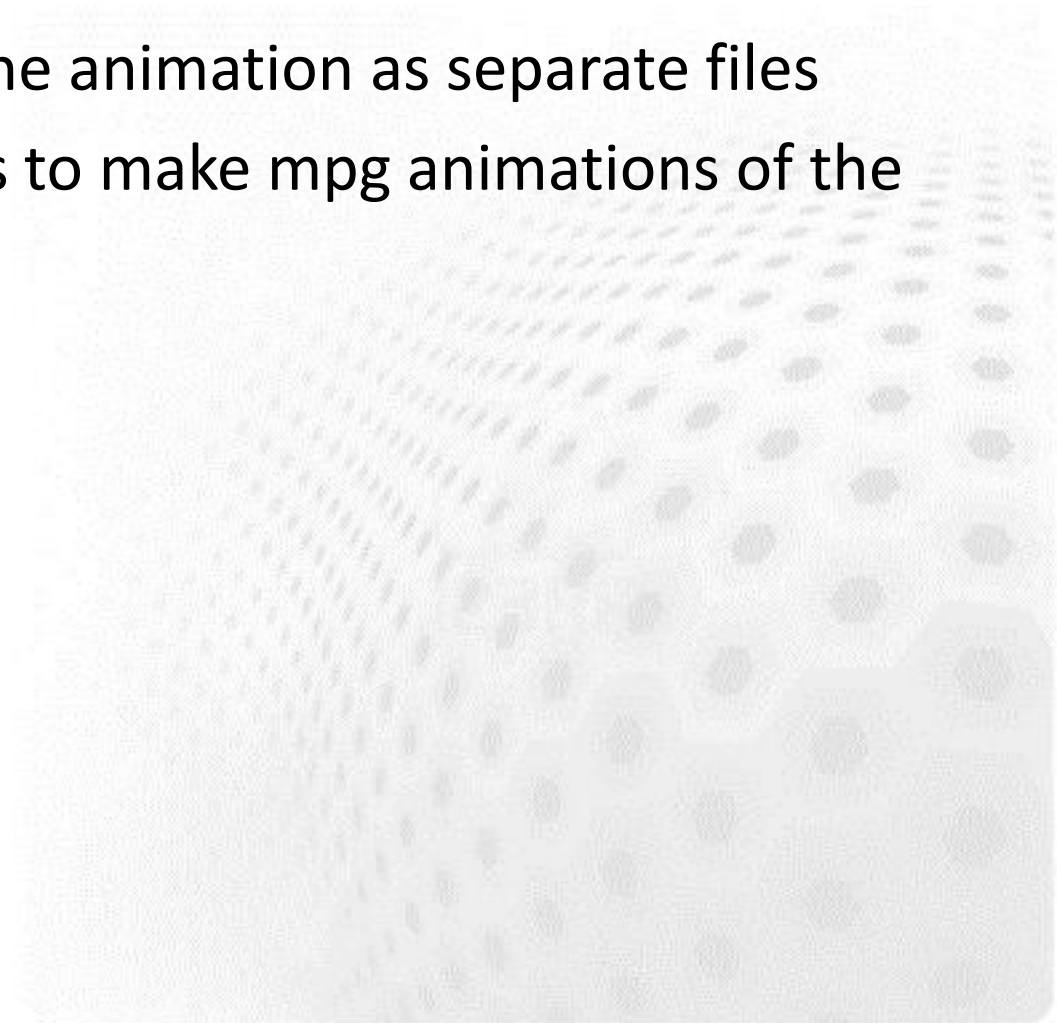 he animation as separate files
s to make mpg animations of the